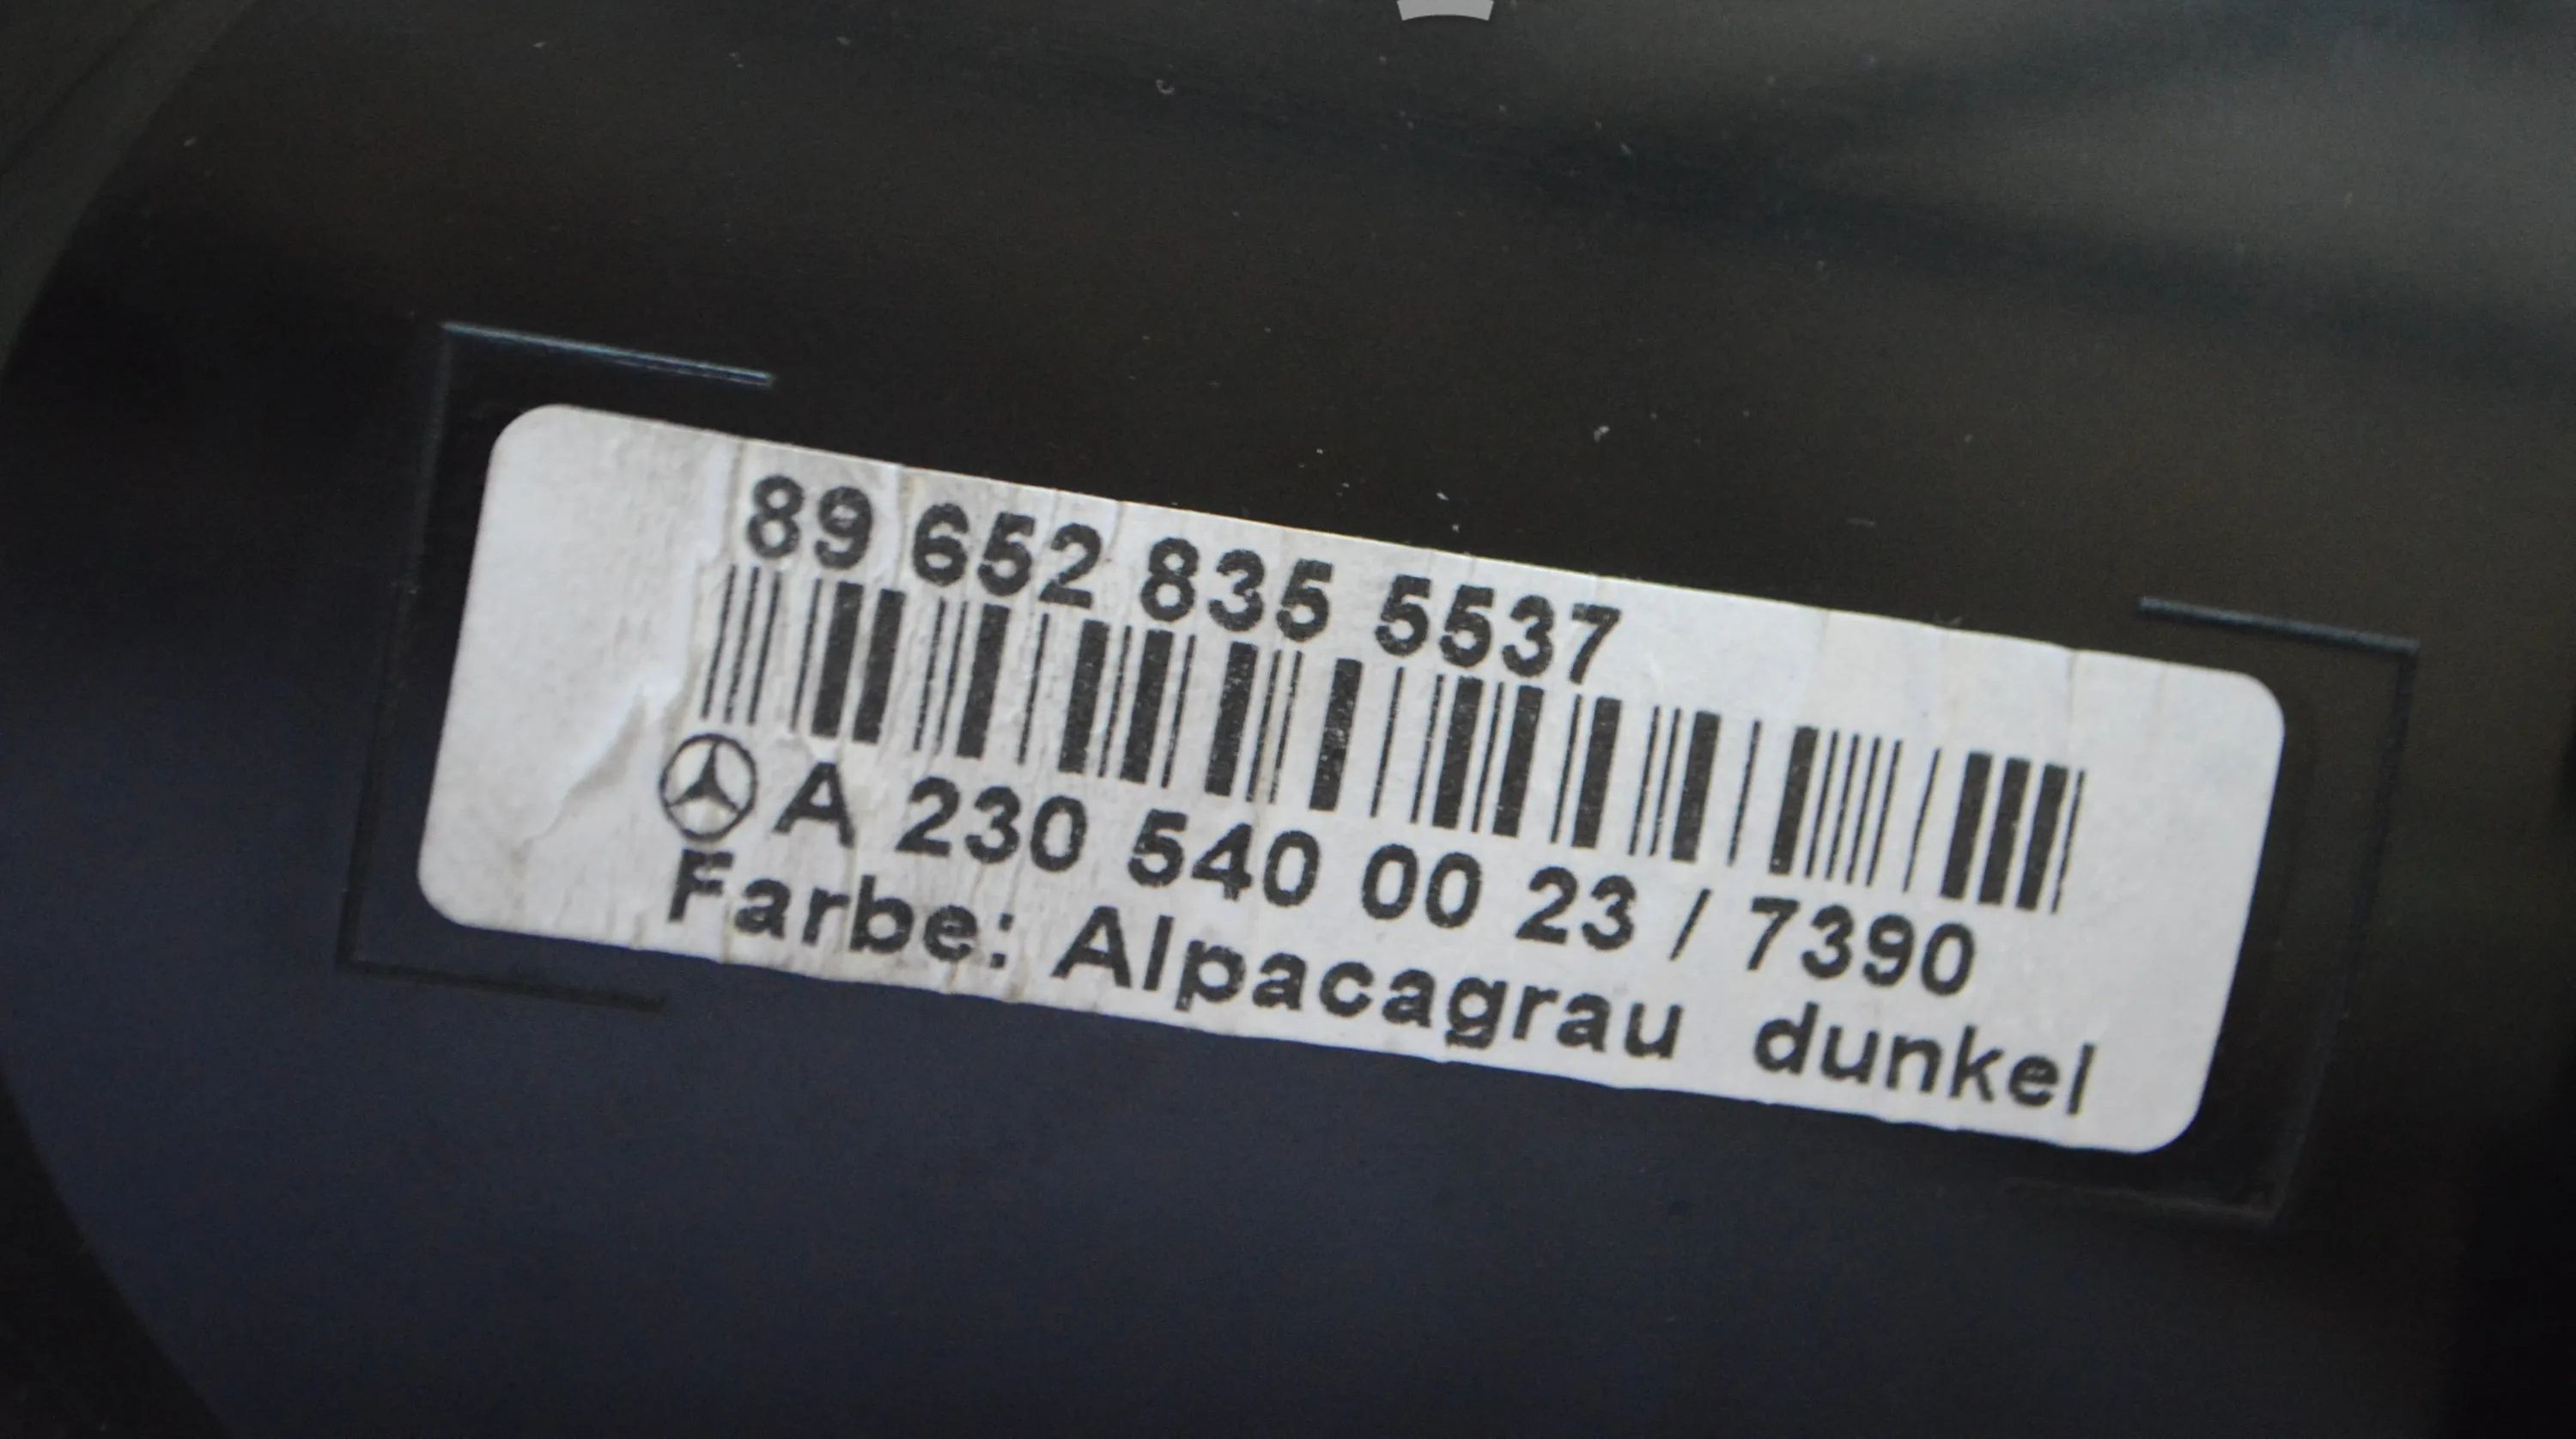 89 652 835 5537
A 230 540 00 23 / 7390
Farbe: Alpacagrau dunkel